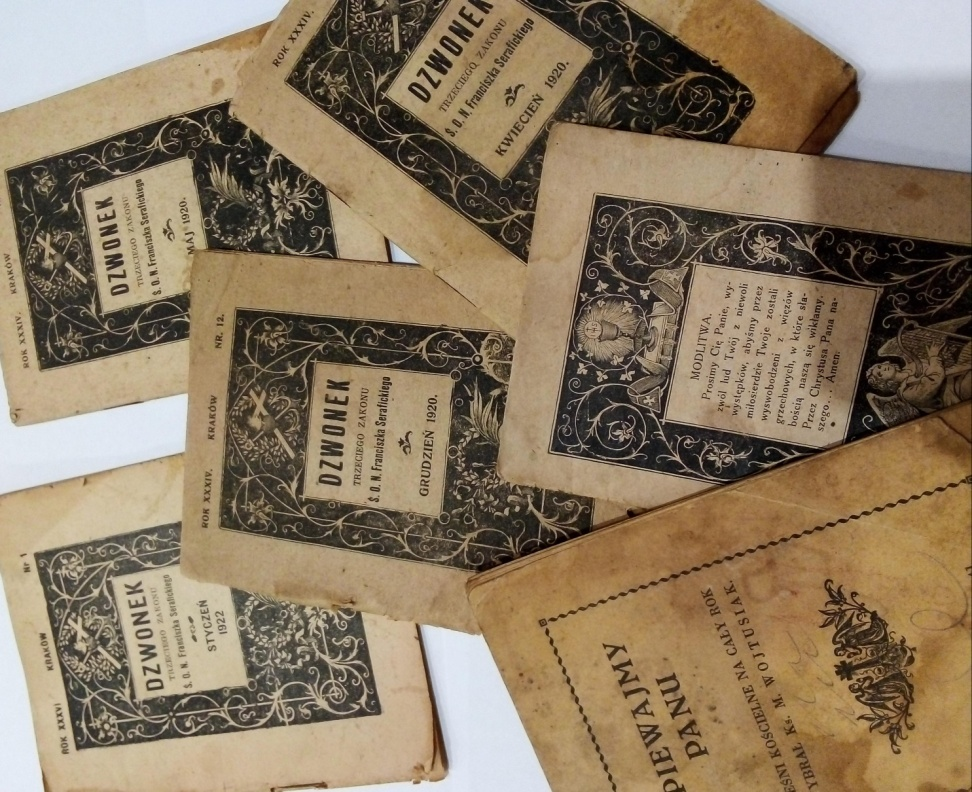 ROK XXXIV.
KRAKÓW
DZWONEK
TRZECIEGO ZAKONU
Ś. O. N. Franciszka Serafickiego
MAJ 1920.
ROK XXXIV.
DZWONEK
TRZECIEGO ZAKONU
Ś. O. N. Franciszka Serafickiego
KWIECIEŃ 1920.
ROK XXXIV.
KRAKÓW
NR. 12.
DZWONEK
TRZECIEGO ZAKONU
Ś. O. N. Franciszka Serafickiego
GRUDZIEŃ 1920.
MODLITWA.
Prosimy Cię Panie, wy-
zwól lud Twój z niewoli
występków, abyśmy przez
miłosierdzie Twoje zostali
wyswobodzeni z więzów
grzechowych, w które sła-
bością naszą się wikłamy.
Przez Chrystusa Pana na-
szego... Amen.
ROK XXXVI
KRAKÓW
Nr 1
DZWONEK
TRZECIEGO ZAKONU
Ś. O. N. Franciszka Serafickiego
STYCZEŃ
1922
PIEWAJMY
PANU.
EŚNI KOŚCIELNE NA CAŁY ROK
YBRAŁ Ks. M. WOJTUSIAK.